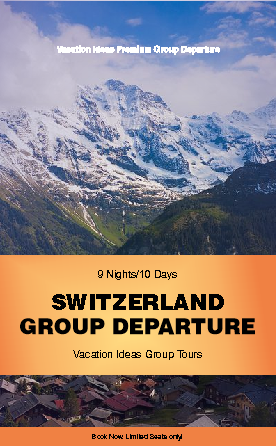 Vacation Ideas Premium Group Departure
9 Nights/10 Days
SWITZERLAND
GROUP DEPARTURE
Vacation Ideas Group Tours
Book Now. Limited Seats only!